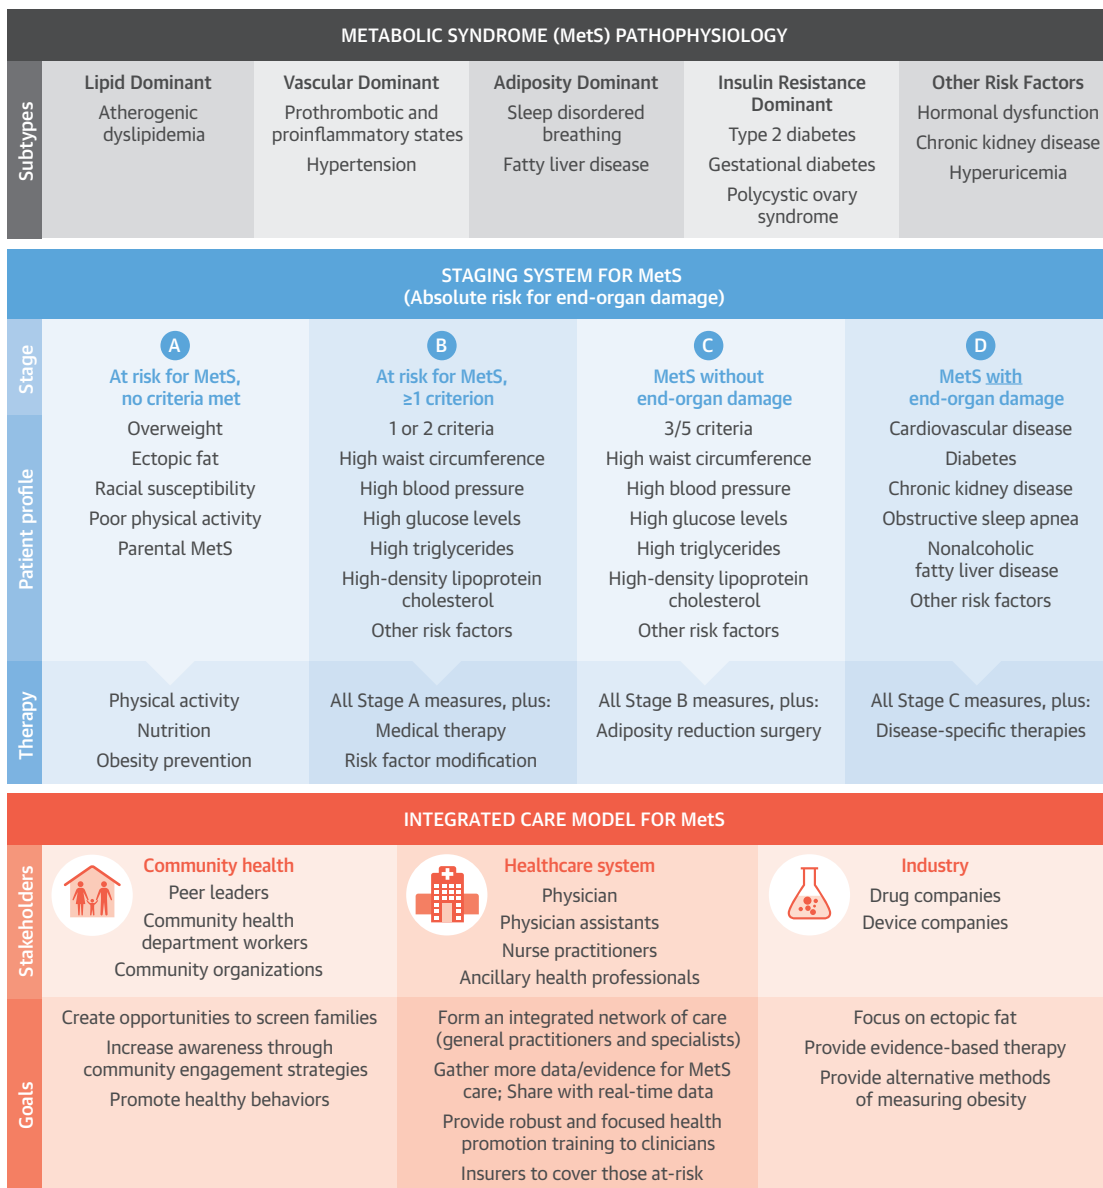 METABOLIC SYNDROME (MetS) PATHOPHYSIOLOGY
Subtypes
Lipid Dominant
Atherogenic
dyslipidemia
Vascular Dominant
Prothrombotic and
proinflammatory states
Hypertension
Adiposity Dominant
Sleep disordered
breathing
Fatty liver disease
Insulin Resistance
Dominant
Type 2 diabetes
Gestational diabetes
Polycystic ovary
syndrome
Other Risk Factors
Hormonal dysfunction
Chronic kidney disease
Hyperuricemia
STAGING SYSTEM FOR MetS
(Absolute risk for end-organ damage)
Stage
A
At risk for MetS,
no criteria met
B
At risk for MetS,
≥1 criterion
C
MetS without
end-organ damage
D
MetS with
end-organ damage
Patient profile
Overweight
Ectopic fat
Racial susceptibility
Poor physical activity
Parental MetS
1 or 2 criteria
High waist circumference
High blood pressure
High glucose levels
High triglycerides
High-density lipoprotein
cholesterol
Other risk factors
3/5 criteria
High waist circumference
High blood pressure
High glucose levels
High triglycerides
High-density lipoprotein
cholesterol
Other risk factors
Cardiovascular disease
Diabetes
Chronic kidney disease
Obstructive sleep apnea
Nonalcoholic
fatty liver disease
Other risk factors
Therapy
Physical activity
Nutrition
Obesity prevention
All Stage A measures, plus:
Medical therapy
Risk factor modification
All Stage B measures, plus:
Adiposity reduction surgery
All Stage C measures, plus:
Disease-specific therapies
INTEGRATED CARE MODEL FOR MetS
Stakeholders
Community health
Peer leaders
Community health
department workers
Community organizations
Healthcare system
Physician
Physician assistants
Nurse practitioners
Ancillary health professionals
Industry
Drug companies
Device companies
Goals
Create opportunities to screen families
Increase awareness through
community engagement strategies
Promote healthy behaviors
Form an integrated network of care
(general practitioners and specialists)
Gather more data/evidence for MetS
care; Share with real-time data
Provide robust and focused health
promotion training to clinicians
Insurers to cover those at-risk
Focus on ectopic fat
Provide evidence-based therapy
Provide alternative methods
of measuring obesity